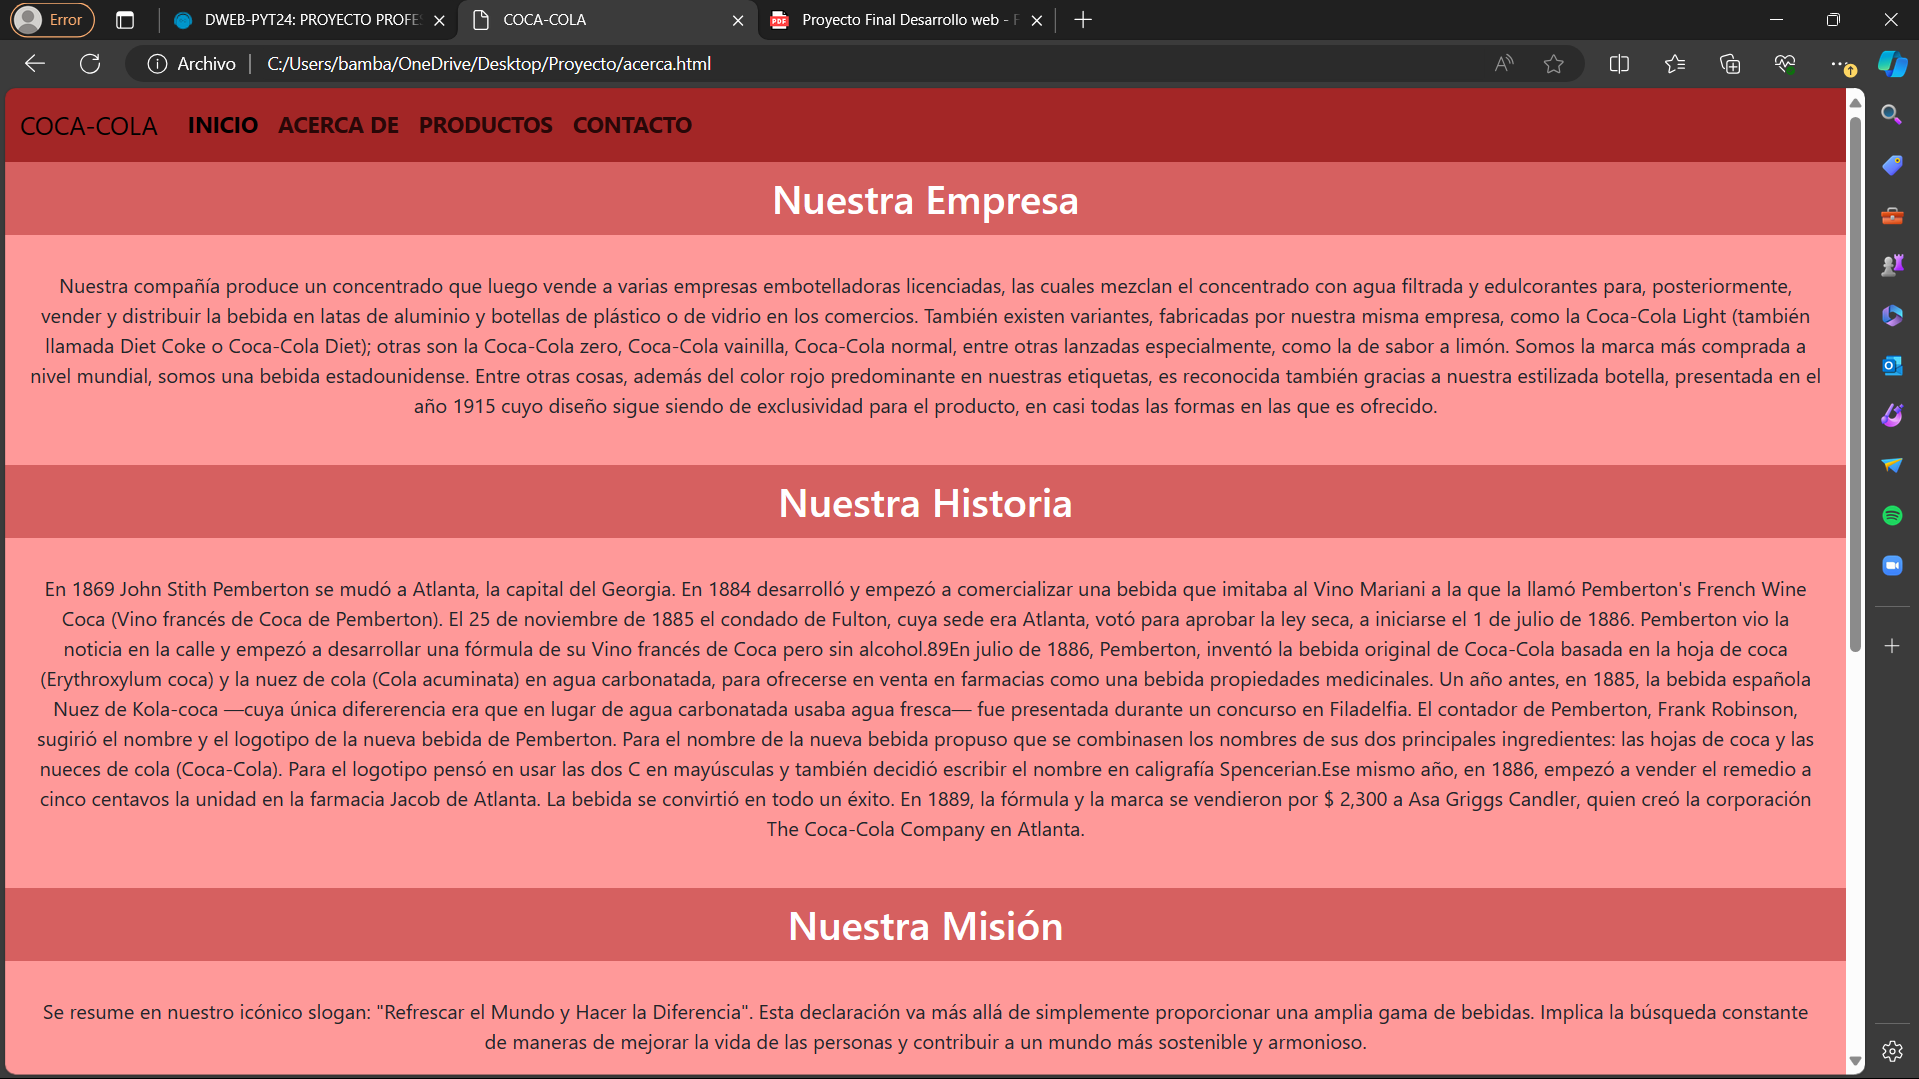 Error
DWEB-PYT24: PROYECTO PROFES
COCA-COLA
Proyecto Final Desarrollo web - F
Archivo
C:/Users/bamba/OneDrive/Desktop/Proyecto/acerca.html
COCA-COLA INICIO ACERCA DE PRODUCTOS CONTACTO
Nuestra Empresa
Nuestra compañía produce un concentrado que luego vende a varias empresas embotelladoras licenciadas, las cuales mezclan el concentrado con agua filtrada y edulcorantes para, posteriormente,
vender y distribuir la bebida en latas de aluminio y botellas de plástico o de vidrio en los comercios. También existen variantes, fabricadas por nuestra misma empresa, como la Coca-Cola Light (también
llamada Diet Coke o Coca-Cola Diet); otras son la Coca-Cola zero, Coca-Cola vainilla, Coca-Cola normal, entre otras lanzadas especialmente, como la de sabor a limón. Somos la marca más comprada a
nivel mundial, somos una bebida estadounidense. Entre otras cosas, además del color rojo predominante en nuestras etiquetas, es reconocida también gracias a nuestra estilizada botella, presentada en el
año 1915 cuyo diseño sigue siendo de exclusividad para el producto, en casi todas las formas en las que es ofrecido.
Nuestra Historia
En 1869 John Stith Pemberton se mudó a Atlanta, la capital del Georgia. En 1884 desarrolló y empezó a comercializar una bebida que imitaba al Vino Mariani a la que la llamó Pemberton's French Wine
Coca (Vino francés de Coca de Pemberton). El 25 de noviembre de 1885 el condado de Fulton, cuya sede era Atlanta, votó para aprobar la ley seca, a iniciarse el 1 de julio de 1886. Pemberton vio la
noticia en la calle y empezó a desarrollar una fórmula de su Vino francés de Coca pero sin alcohol.89En julio de 1886, Pemberton, inventó la bebida original de Coca-Cola basada en la hoja de coca
(Erythroxylum coca) y la nuez de cola (Cola acuminata) en agua carbonatada, para ofrecerse en venta en farmacias como una bebida propiedades medicinales. Un año antes, en 1885, la bebida española
Nuez de Kola-coca —cuya única difererencia era que en lugar de agua carbonatada usaba agua fresca— fue presentada durante un concurso en Filadelfia. El contador de Pemberton, Frank Robinson,
sugirió el nombre y el logotipo de la nueva bebida de Pemberton. Para el nombre de la nueva bebida propuso que se combinasen los nombres de sus dos principales ingredientes: las hojas de coca y las
nueces de cola (Coca-Cola). Para el logotipo pensó en usar las dos C en mayúsculas y también decidió escribir el nombre en caligrafía Spencerian.Ese mismo año, en 1886, empezó a vender el remedio a
cinco centavos la unidad en la farmacia Jacob de Atlanta. La bebida se convirtió en todo un éxito. En 1889, la fórmula y la marca se vendieron por $ 2,300 a Asa Griggs Candler, quien creó la corporación
The Coca-Cola Company en Atlanta.
Nuestra Misión
Se resume en nuestro icónico slogan: "Refrescar el Mundo y Hacer la Diferencia". Esta declaración va más allá de simplemente proporcionar una amplia gama de bebidas. Implica la búsqueda constante
de maneras de mejorar la vida de las personas y contribuir a un mundo más sostenible y armonioso.